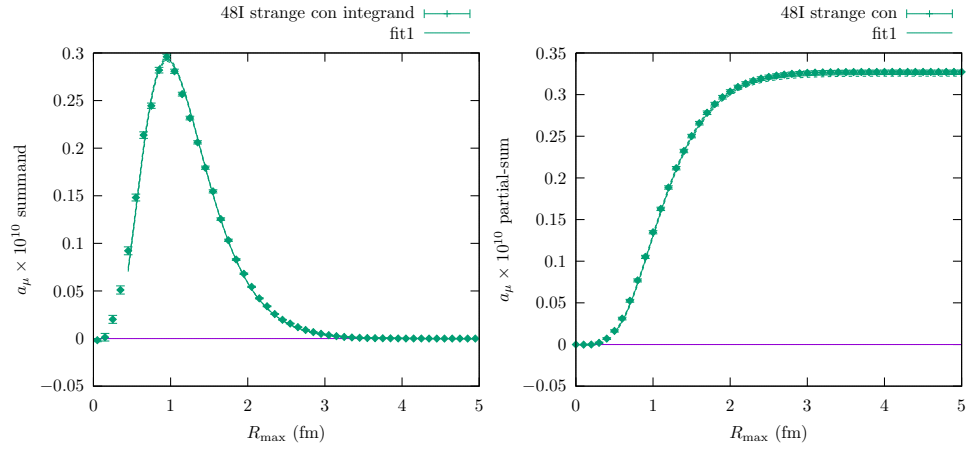 48I strange con integrand
fit1
0.3
0.25
0.2
0.15
0.1
0.05
0
−0.05
0 1 2 3 4 5
a_μ × 10^10 summand
R_max (fm)
48I strange con
fit1
0.35
0.3
0.25
0.2
0.15
0.1
0.05
0
−0.05
0 1 2 3 4 5
a_μ × 10^10 partial-sum
R_max (fm)